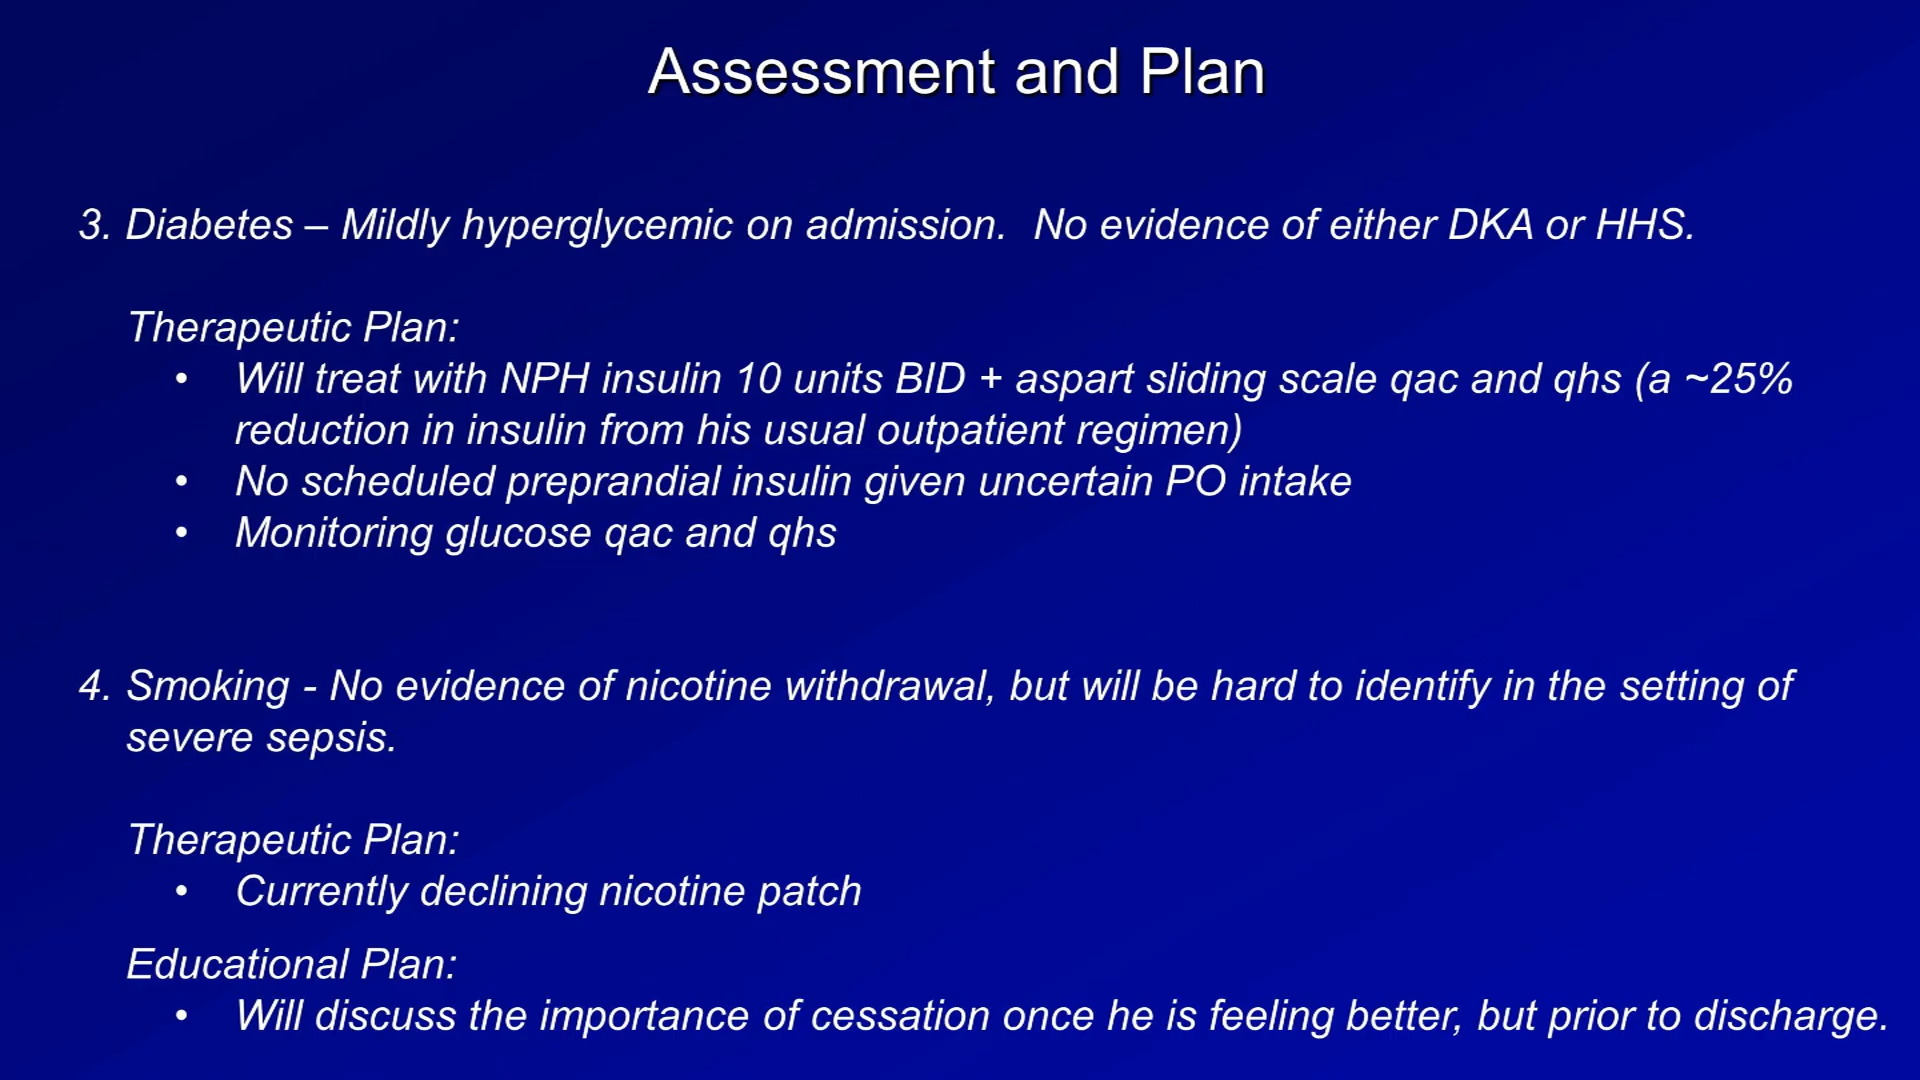 Assessment and Plan
3. Diabetes – Mildly hyperglycemic on admission.  No evidence of either DKA or HHS.
Therapeutic Plan:
• Will treat with NPH insulin 10 units BID + aspart sliding scale qac and qhs (a ~25%
reduction in insulin from his usual outpatient regimen)
• No scheduled preprandial insulin given uncertain PO intake
• Monitoring glucose qac and qhs
4. Smoking - No evidence of nicotine withdrawal, but will be hard to identify in the setting of
severe sepsis.
Therapeutic Plan:
• Currently declining nicotine patch
Educational Plan:
• Will discuss the importance of cessation once he is feeling better, but prior to discharge.